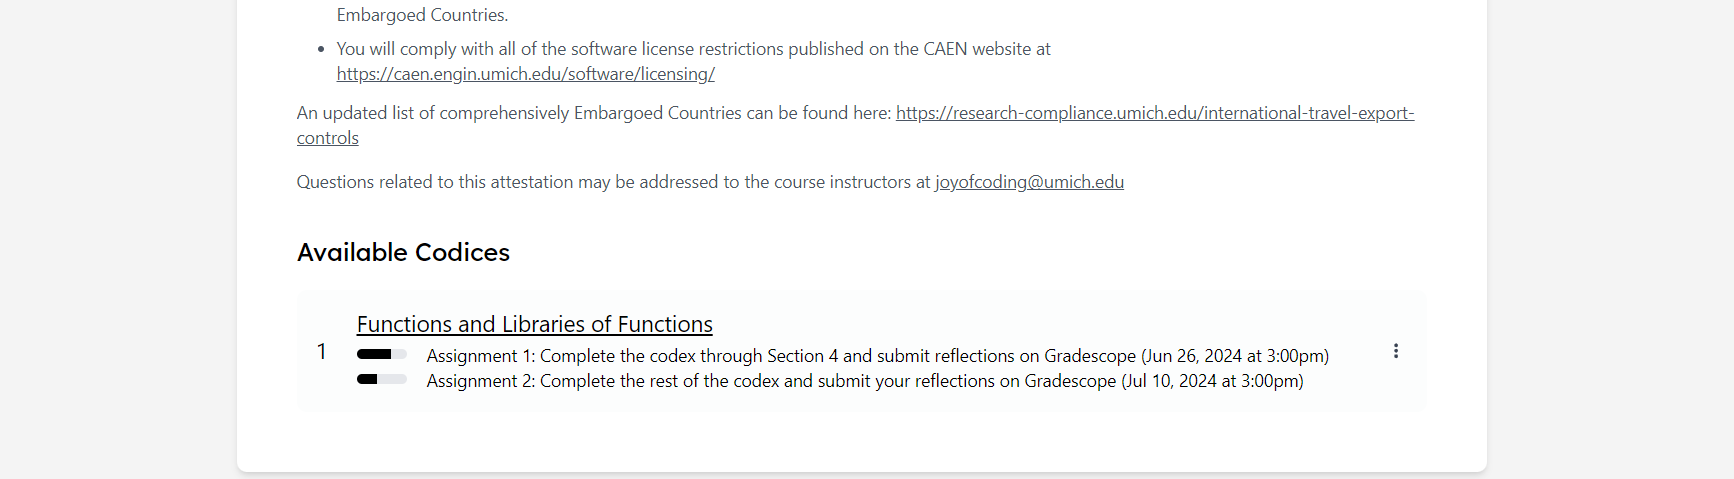 Embargoed Countries.
• You will comply with all of the software license restrictions published on the CAEN website at
https://caen.engin.umich.edu/software/licensing/
An updated list of comprehensively Embargoed Countries can be found here: https://research-compliance.umich.edu/international-travel-export-
controls
Questions related to this attestation may be addressed to the course instructors at joyofcoding@umich.edu
Available Codices
Functions and Libraries of Functions
1
Assignment 1: Complete the codex through Section 4 and submit reflections on Gradescope (Jun 26, 2024 at 3:00pm)
Assignment 2: Complete the rest of the codex and submit your reflections on Gradescope (Jul 10, 2024 at 3:00pm)